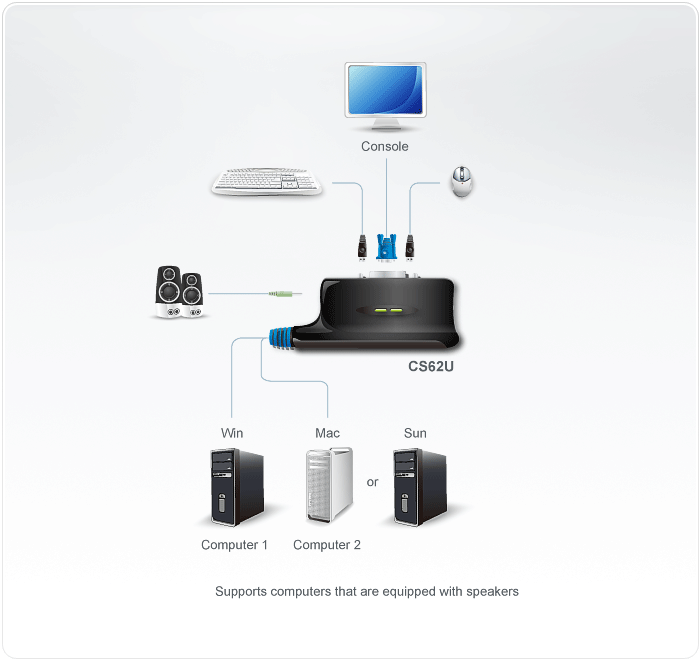 Console
CS62U
Win Mac Sun
or
Computer 1 Computer 2
Supports computers that are equipped with speakers